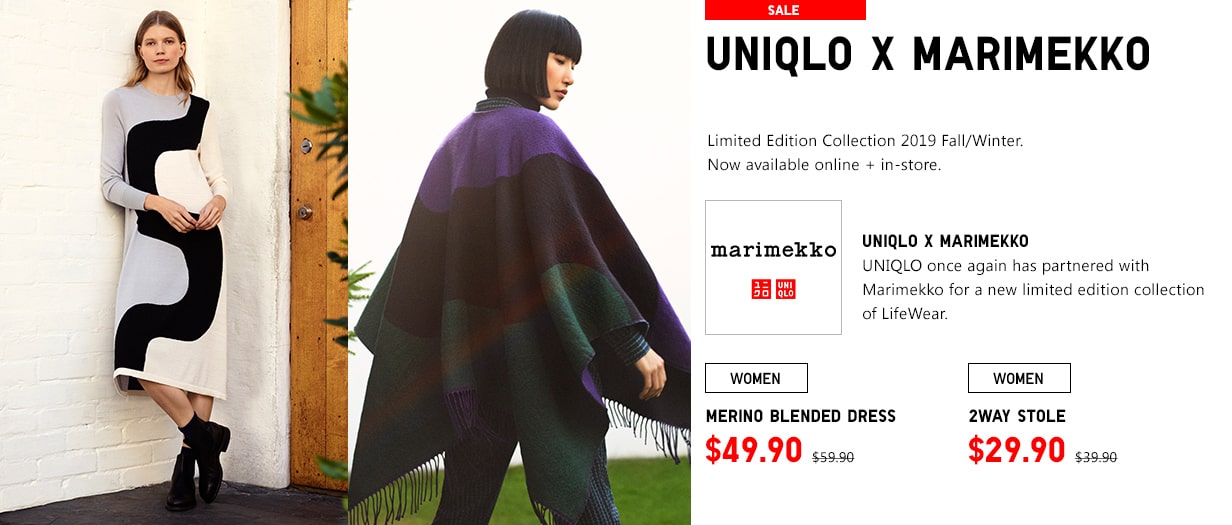 SALE
UNIQLO X MARIMEKKO
Limited Edition Collection 2019 Fall/Winter.
Now available online + in-store.
marimekko
ユニ
クロ
UNI
QLO
UNIQLO X MARIMEKKO
UNIQLO once again has partnered with
Marimekko for a new limited edition collection
of LifeWear.
WOMEN
MERINO BLENDED DRESS
$49.90 $59.90
WOMEN
2WAY STOLE
$29.90 $39.90